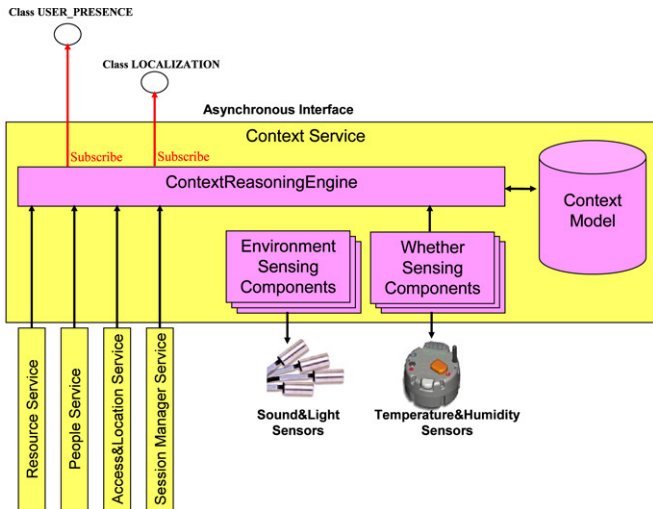 Class USER_PRESENCE
Class LOCALIZATION
Asynchronous Interface
Context Service
Subscribe
Subscribe
ContextReasoningEngine
Context
Model
Environment
Sensing
Components
Whether
Sensing
Components
Resource Service
People Service
Access&Location Service
Session Manager Service
Sound&Light
Sensors
Temperature&Humidity
Sensors